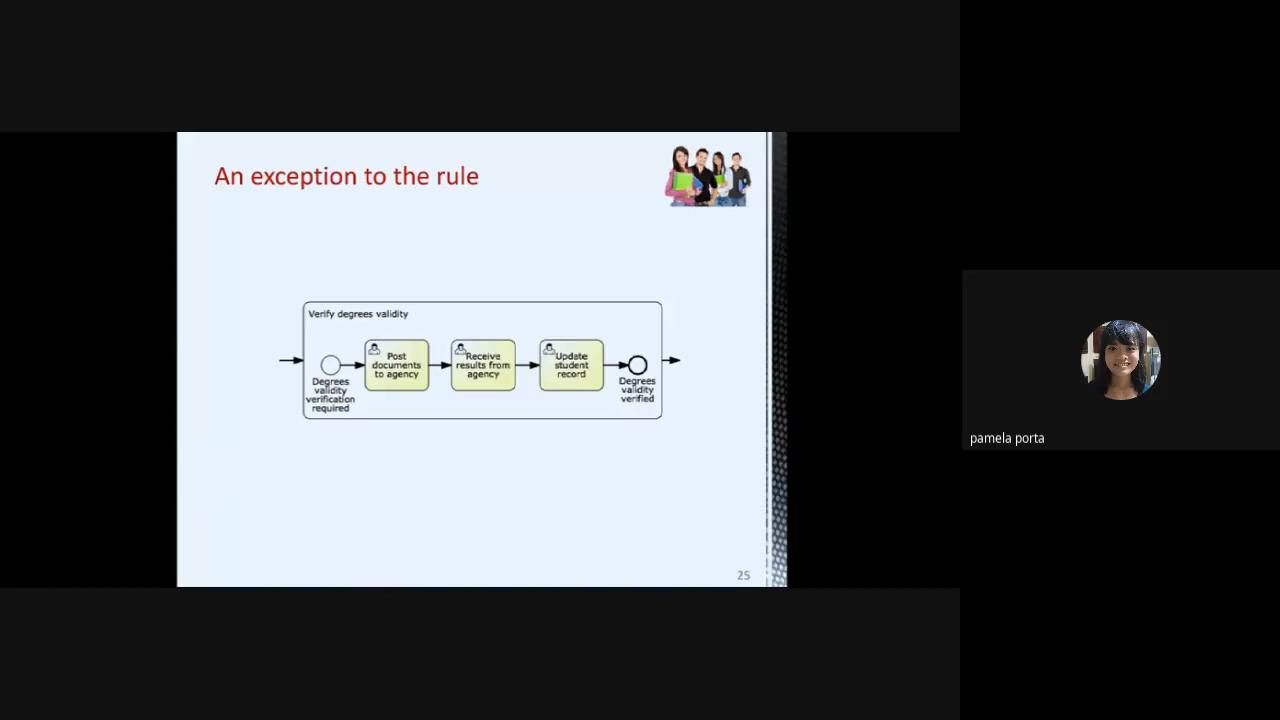 An exception to the rule
Verify degrees validity
Degrees
validity
verification
required
Post
documents
to agency
Receive
results from
agency
Update
student
record
Degrees
validity
verified
25
pamela porta